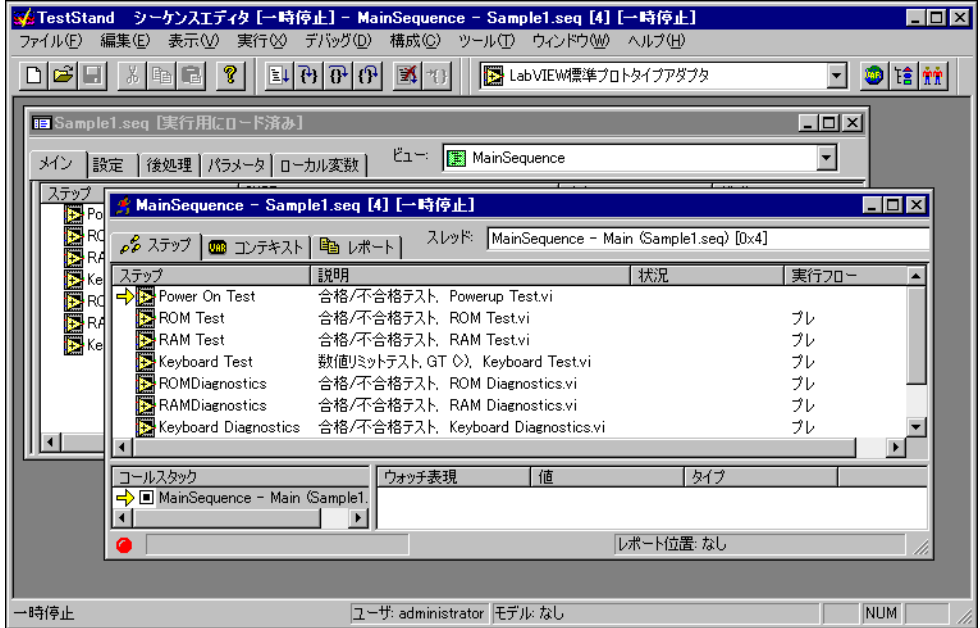 TestStand シーケンスエディタ [一時停止] - MainSequence - Sample1.seq [4] [一時停止]
ファイル(F) 編集(E) 表示(V) 実行(X) デバッグ(D) 構成(C) ツール(T) ウィンドウ(W) ヘルプ(H)
LabVIEW標準プロトタイプアダプタ
Sample1.seq [実行用にロード済み]
メイン 設定 後処理 パラメータ ローカル変数 ビュー: MainSequence
ステップ
Po
RO
RA
Ke
RO
RA
Ke
MainSequence - Sample1.seq [4] [一時停止]
ステップ コンテキスト レポート スレッド: MainSequence - Main (Sample1.seq) [0x4]
ステップ 説明 状況 実行フロー
Power On Test 合格/不合格テスト, Powerup Test.vi
ROM Test 合格/不合格テスト, ROM Test.vi プレ
RAM Test 合格/不合格テスト, RAM Test.vi プレ
Keyboard Test 数値リミットテスト, GT (>), Keyboard Test.vi
ROMDiagnostics 合格/不合格テスト, ROM Diagnostics.vi プレ
RAMDiagnostics 合格/不合格テスト, RAM Diagnostics.vi プレ
Keyboard Diagnostics 合格/不合格テスト, Keyboard Diagnostics.vi プレ
コールスタック ウォッチ表現 値 タイプ
MainSequence - Main (Sample1.
レポート位置: なし
一時停止 ユーザ: administrator モデル: なし NUM